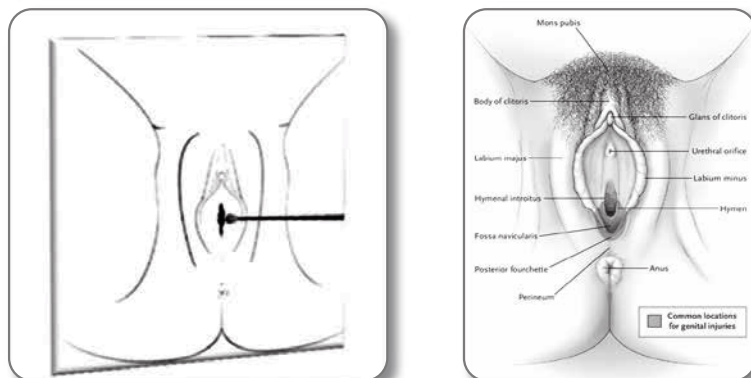 Mons pubis
Body of clitoris
Glans of clitoris
Urethral orifice
Labium majus
Labium minus
Hymenal introitus
Hymen
Fossa navicularis
Posterior fourchette
Anus
Perineum
Common locations
for genital injuries